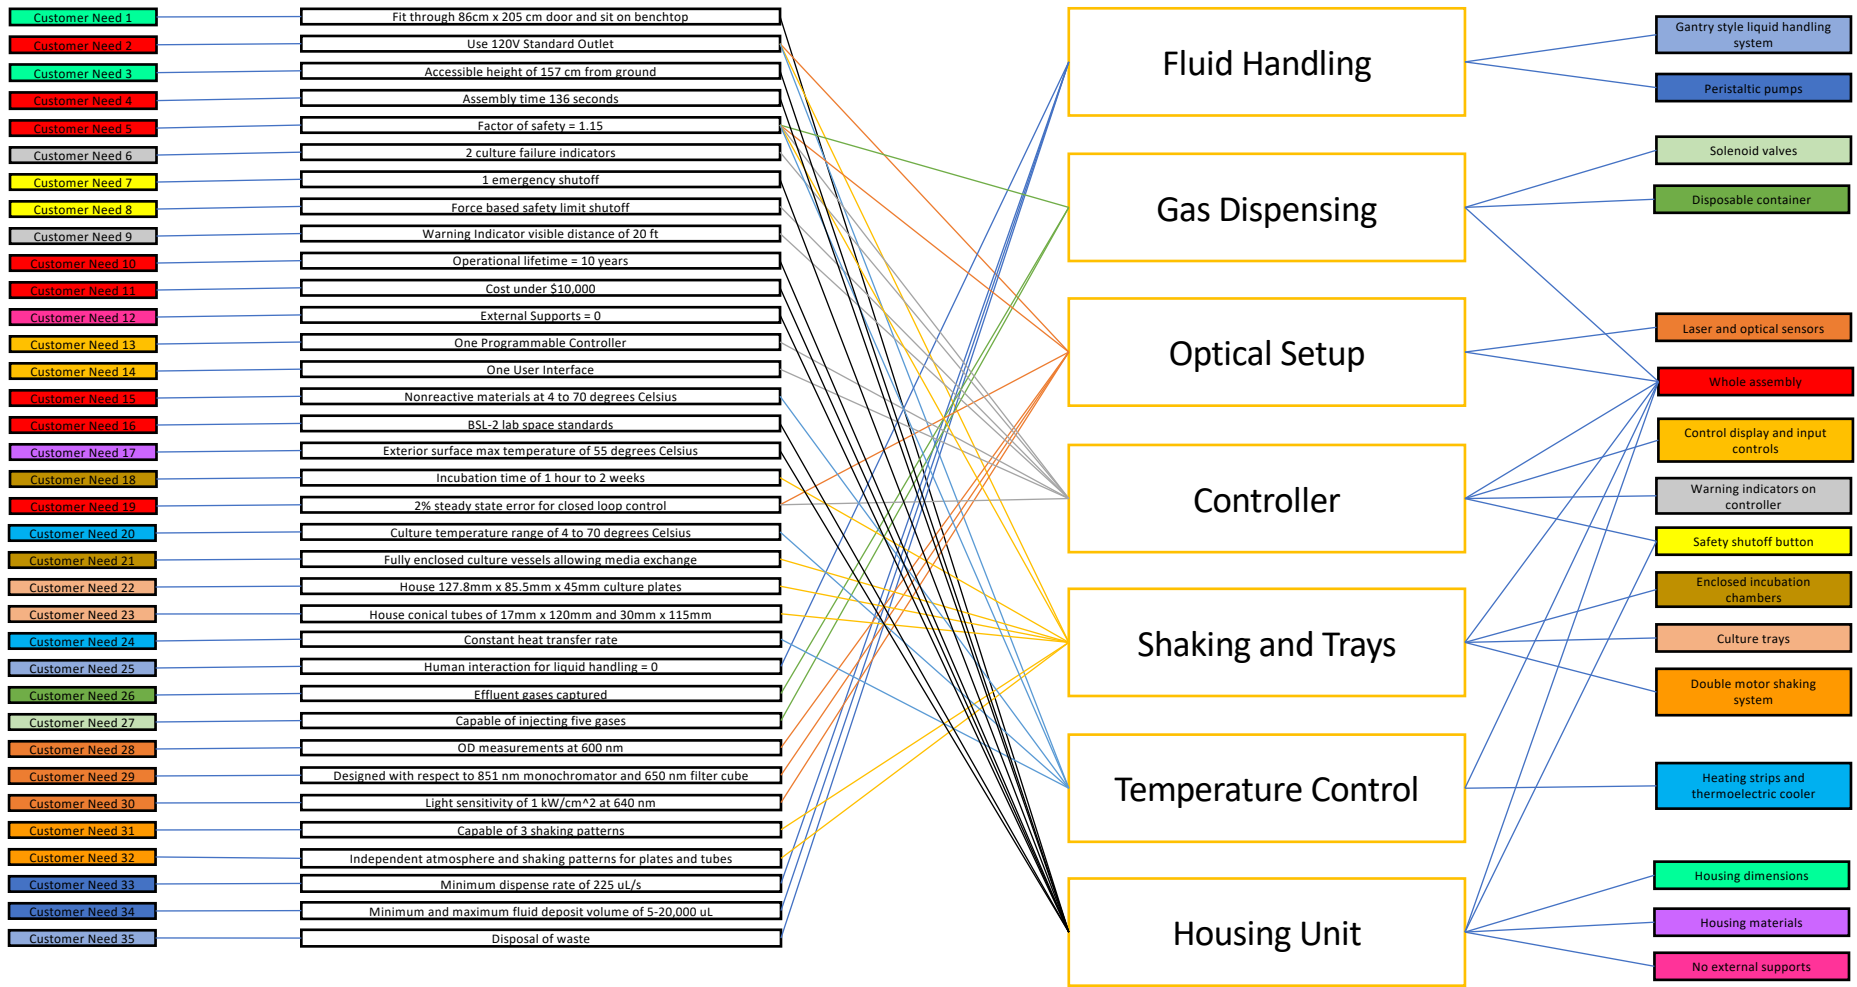 Customer Need 1
Fit through 86cm x 205 cm door and sit on benchtop
Customer Need 2
Use 120V Standard Outlet
Customer Need 3
Accessible height of 157 cm from ground
Customer Need 4
Assembly time 136 seconds
Customer Need 5
Factor of safety = 1.15
Customer Need 6
2 culture failure indicators
Customer Need 7
1 emergency shutoff
Customer Need 8
Force based safety limit shutoff
Customer Need 9
Warning Indicator visible distance of 20 ft
Customer Need 10
Operational lifetime = 10 years
Customer Need 11
Cost under $10,000
Customer Need 12
External Supports = 0
Customer Need 13
One Programmable Controller
Customer Need 14
One User Interface
Customer Need 15
Nonreactive materials at 4 to 70 degrees Celsius
Customer Need 16
BSL-2 lab space standards
Customer Need 17
Exterior surface max temperature of 55 degrees Celsius
Customer Need 18
Incubation time of 1 hour to 2 weeks
Customer Need 19
2% steady state error for closed loop control
Customer Need 20
Culture temperature range of 4 to 70 degrees Celsius
Customer Need 21
Fully enclosed culture vessels allowing media exchange
Customer Need 22
House 127.8mm x 85.5mm x 45mm culture plates
Customer Need 23
House conical tubes of 17mm x 120mm and 30mm x 115mm
Customer Need 24
Constant heat transfer rate
Customer Need 25
Human interaction for liquid handling = 0
Customer Need 26
Effluent gases captured
Customer Need 27
Capable of injecting five gases
Customer Need 28
OD measurements at 600 nm
Customer Need 29
Designed with respect to 851 nm monochromator and 650 nm filter cube
Customer Need 30
Light sensitivity of 1 kW/cm^2 at 640 nm
Customer Need 31
Capable of 3 shaking patterns
Customer Need 32
Independent atmosphere and shaking patterns for plates and tubes
Customer Need 33
Minimum dispense rate of 225 uL/s
Customer Need 34
Minimum and maximum fluid deposit volume of 5-20,000 uL
Customer Need 35
Disposal of waste
Fluid Handling
Gas Dispensing
Optical Setup
Controller
Shaking and Trays
Temperature Control
Housing Unit
Gantry style liquid handling
system
Peristaltic pumps
Solenoid valves
Disposable container
Laser and optical sensors
Whole assembly
Control display and input
controls
Warning indicators on
controller
Safety shutoff button
Enclosed incubation
chambers
Culture trays
Double motor shaking
system
Heating strips and
thermoelectric cooler
Housing dimensions
Housing materials
No external supports